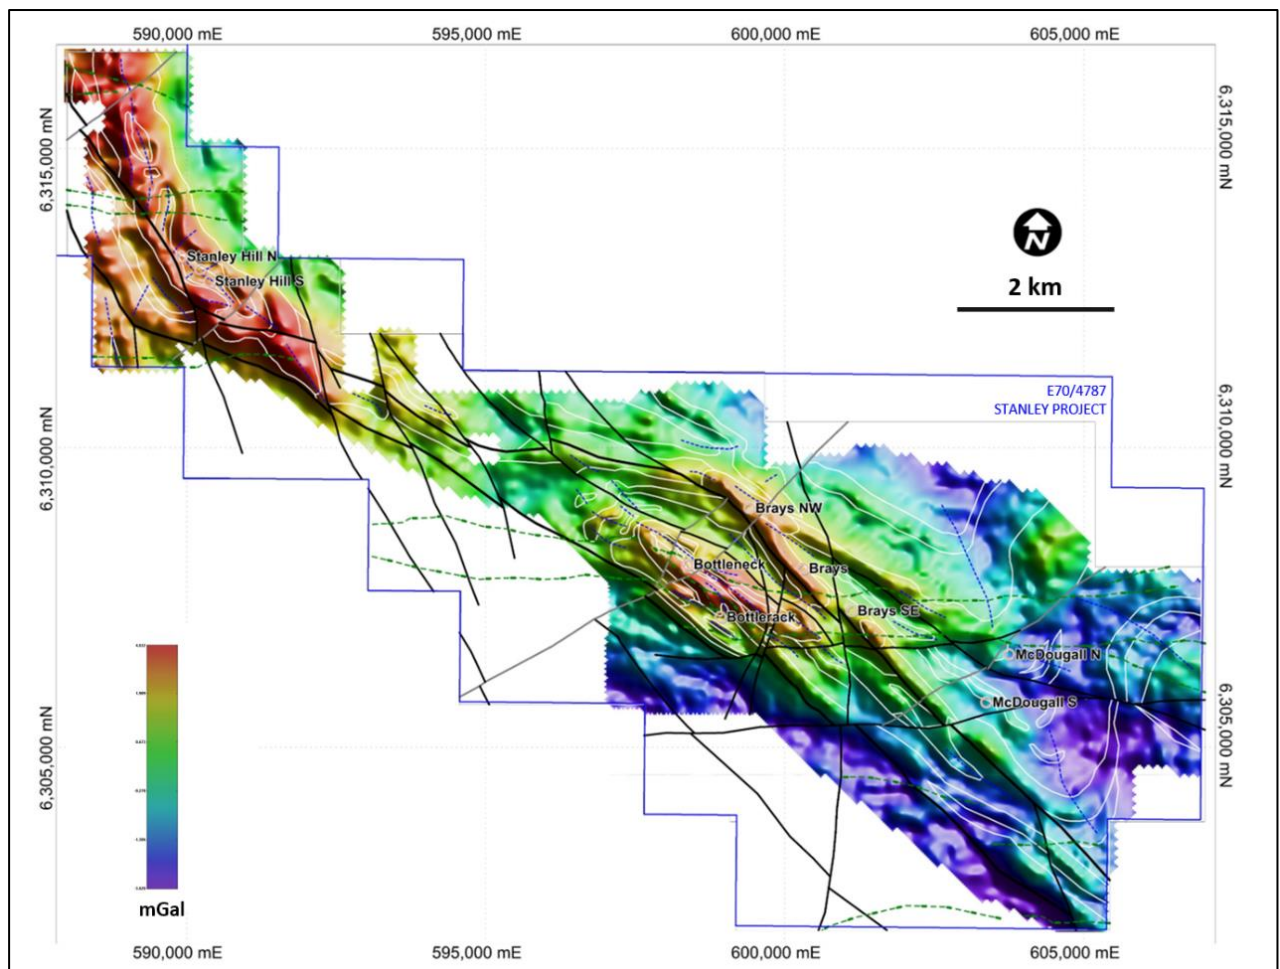 590,000 mE
595,000 mE
600,000 mE
605,000 mE
6,315,000 mN
6,315,000 mN
N
Stanley Hill N
Stanley Hill S
2 km
E70/4787
STANLEY PROJECT
6,310,000 mN
6,310,000 mN
Brays NW
Bottleneck
Brays
Brays SE
Bottlerack
McDougall N
McDougall S
6,305,000 mN
6,305,000 mN
mGal
590,000 mE
595,000 mE
600,000 mE
605,000 mE